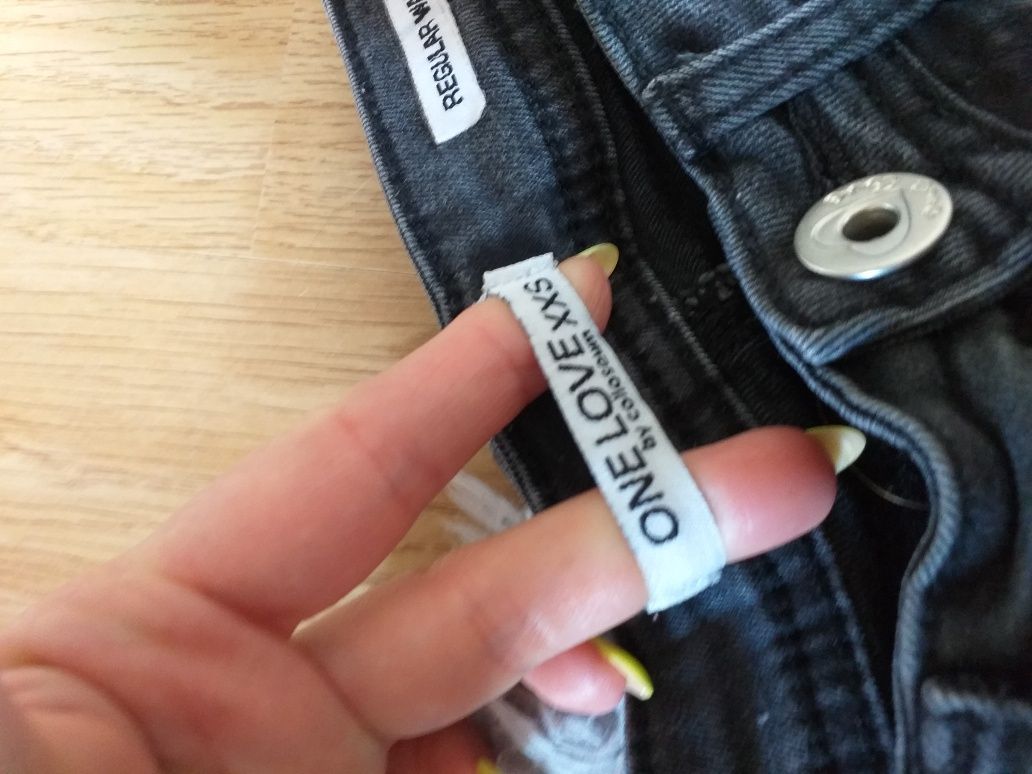 REGULAR
ONE LOVE XXS
by colloseum